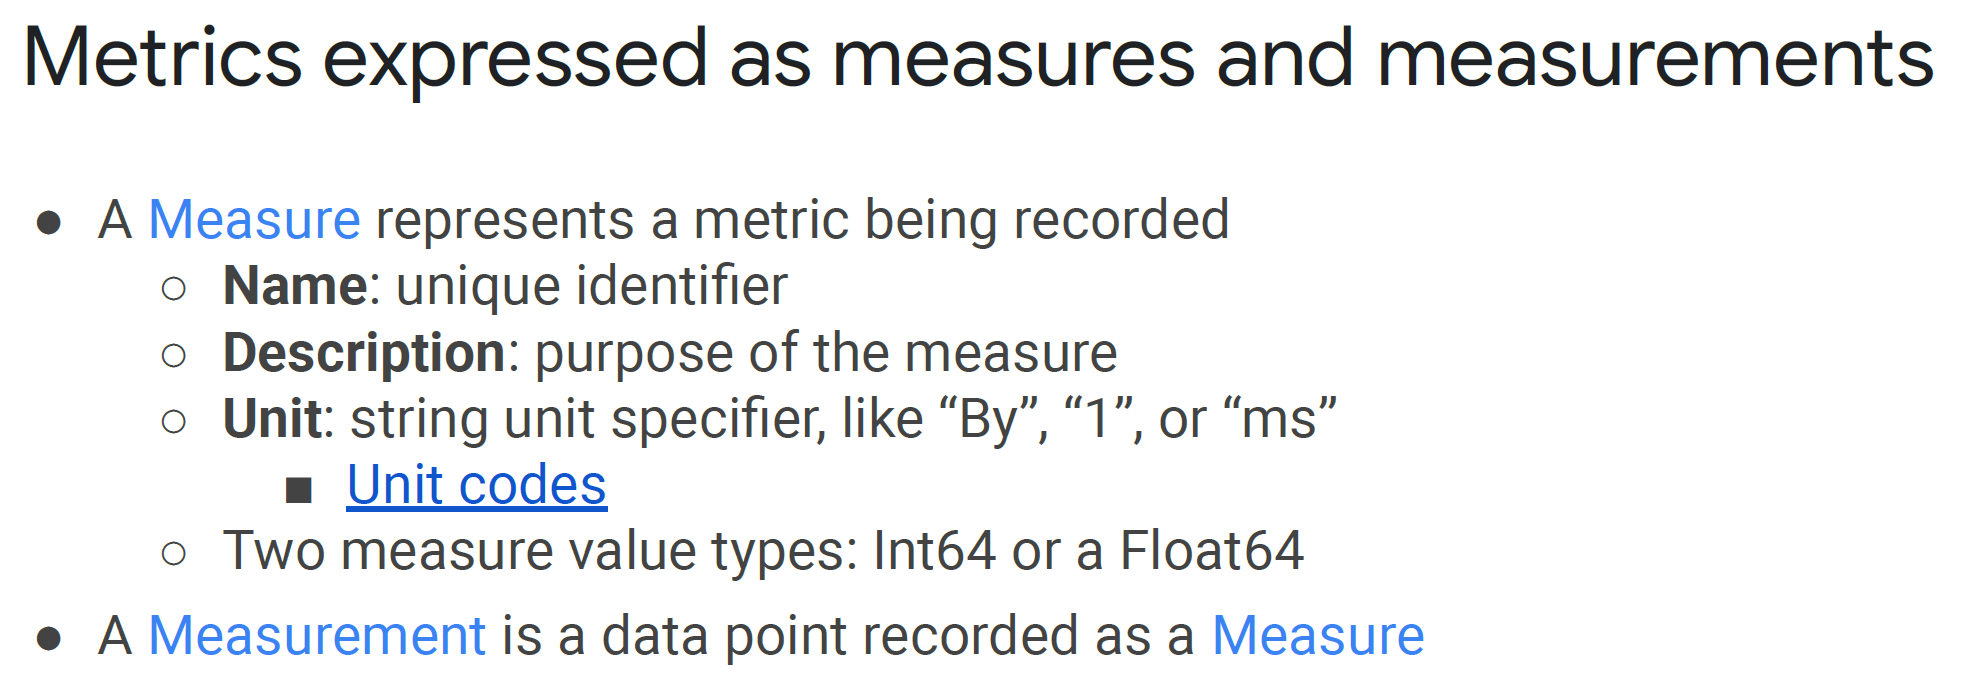 Metrics expressed as measures and measurements
● A Measure represents a metric being recorded
○ Name: unique identifier
○ Description: purpose of the measure
○ Unit: string unit specifier, like “By”, “1”, or “ms”
■ Unit codes
○ Two measure value types: Int64 or a Float64
● A Measurement is a data point recorded as a Measure